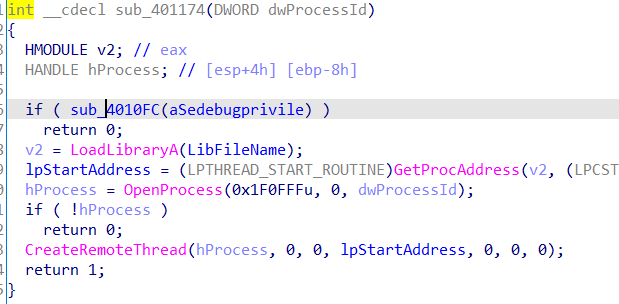 int __cdecl sub_401174(DWORD dwProcessId)
{
HMODULE v2; // eax
HANDLE hProcess; // [esp+4h] [ebp-8h]
if ( sub_4010FC(aSedebugprivile) )
return 0;
v2 = LoadLibraryA(LibFileName);
lpStartAddress = (LPTHREAD_START_ROUTINE)GetProcAddress(v2, (LPCST
hProcess = OpenProcess(0x1F0FFFu, 0, dwProcessId);
if ( !hProcess )
return 0;
CreateRemoteThread(hProcess, 0, 0, lpStartAddress, 0, 0, 0);
return 1;
}